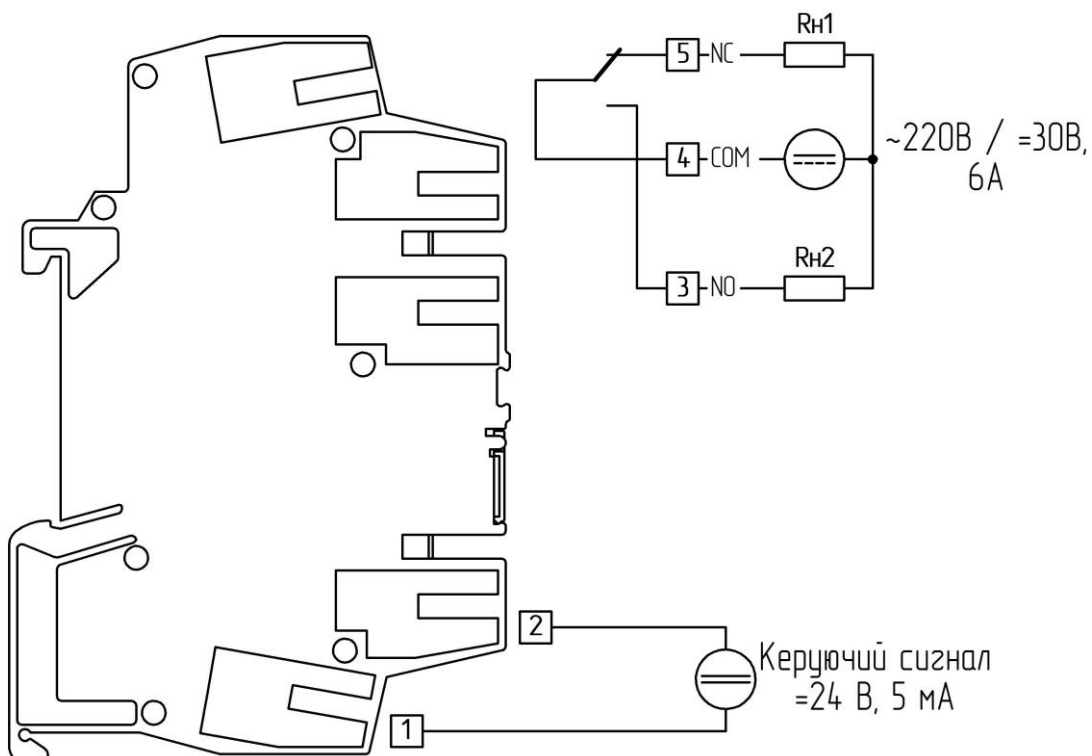 Rн1
5 NC
~220В / =30В,
6А
4 COM
Rн2
3 NO
2
Керуючий сигнал
=24 В, 5 мА
1